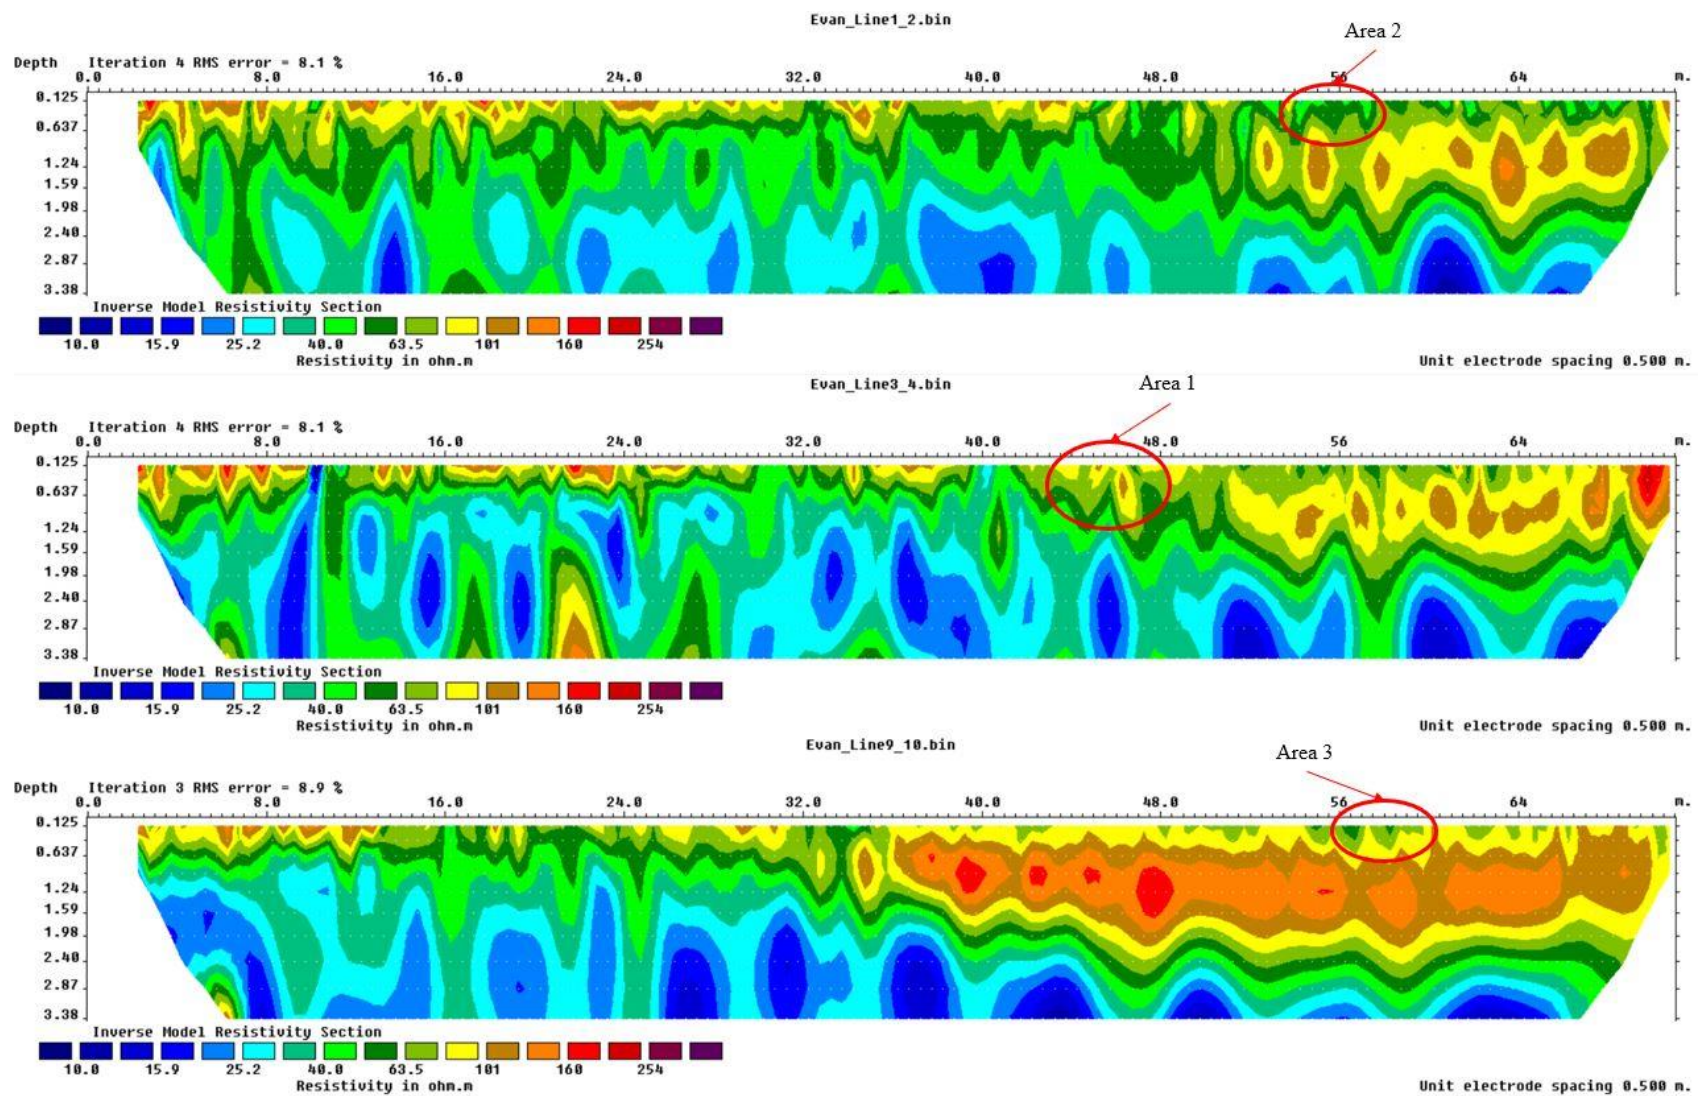 Evan_Line1_2.bin
Area 2
Depth Iteration 4 RMS error = 8.1 %
0.0 8.0 16.0 24.0 32.0 40.0 48.0 56 64 m.
0.125
0.637
1.24
1.59
1.98
2.40
2.87
3.38
Inverse Model Resistivity Section
10.0 15.9 25.2 40.0 63.5 101 160 254
Resistivity in ohm.m
Unit electrode spacing 0.500 m.
Evan_Line3_4.bin
Area 1
Depth Iteration 4 RMS error = 8.1 %
0.0 8.0 16.0 24.0 32.0 40.0 48.0 56 64 m.
0.125
0.637
1.24
1.59
1.98
2.40
2.87
3.38
Inverse Model Resistivity Section
10.0 15.9 25.2 40.0 63.5 101 160 254
Resistivity in ohm.m
Unit electrode spacing 0.500 m.
Evan_Line9_10.bin
Area 3
Depth Iteration 3 RMS error = 8.9 %
0.0 8.0 16.0 24.0 32.0 40.0 48.0 56 64 m.
0.125
0.637
1.24
1.59
1.98
2.40
2.87
3.38
Inverse Model Resistivity Section
10.0 15.9 25.2 40.0 63.5 101 160 254
Resistivity in ohm.m
Unit electrode spacing 0.500 m.